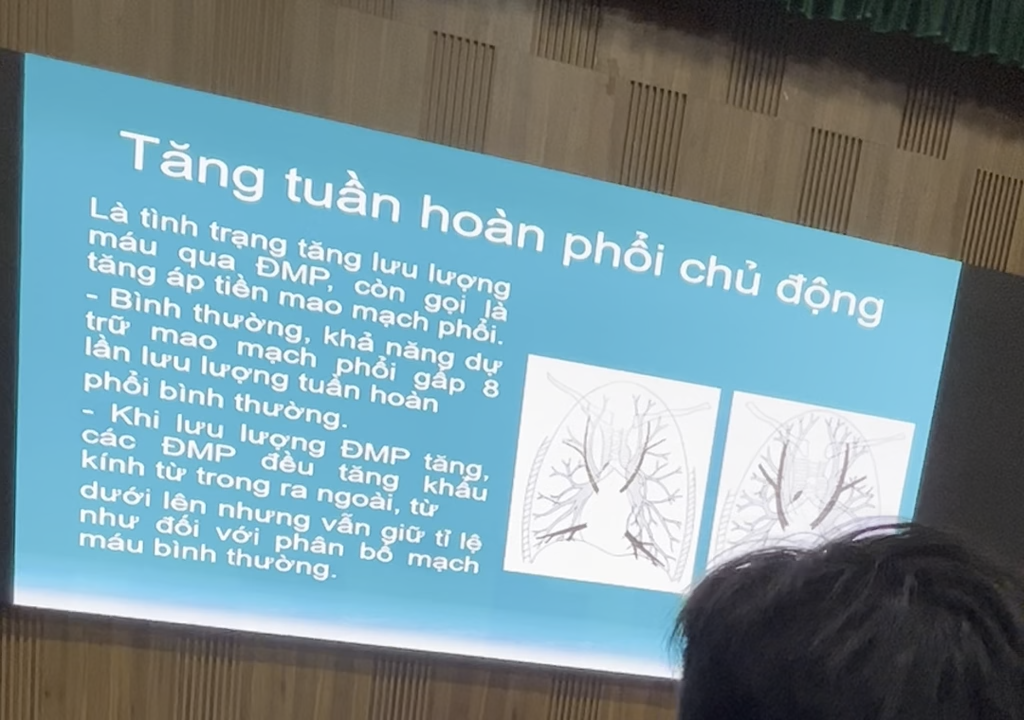 Tăng tuần hoàn phổi chủ động
Là tình trạng tăng lưu lượng
máu qua ĐMP, còn gọi là
tăng áp tiền mao mạch phổi.
- Bình thường, khả năng dự
trữ mao mạch phổi gấp 8
lần lưu lượng tuần hoàn
phổi bình thường.
- Khi lưu lượng ĐMP tăng,
các ĐMP đều tăng khẩu
kính từ trong ra ngoài, từ
dưới lên nhưng vẫn giữ tỉ lệ
như đối với phân bố mạch
máu bình thường.